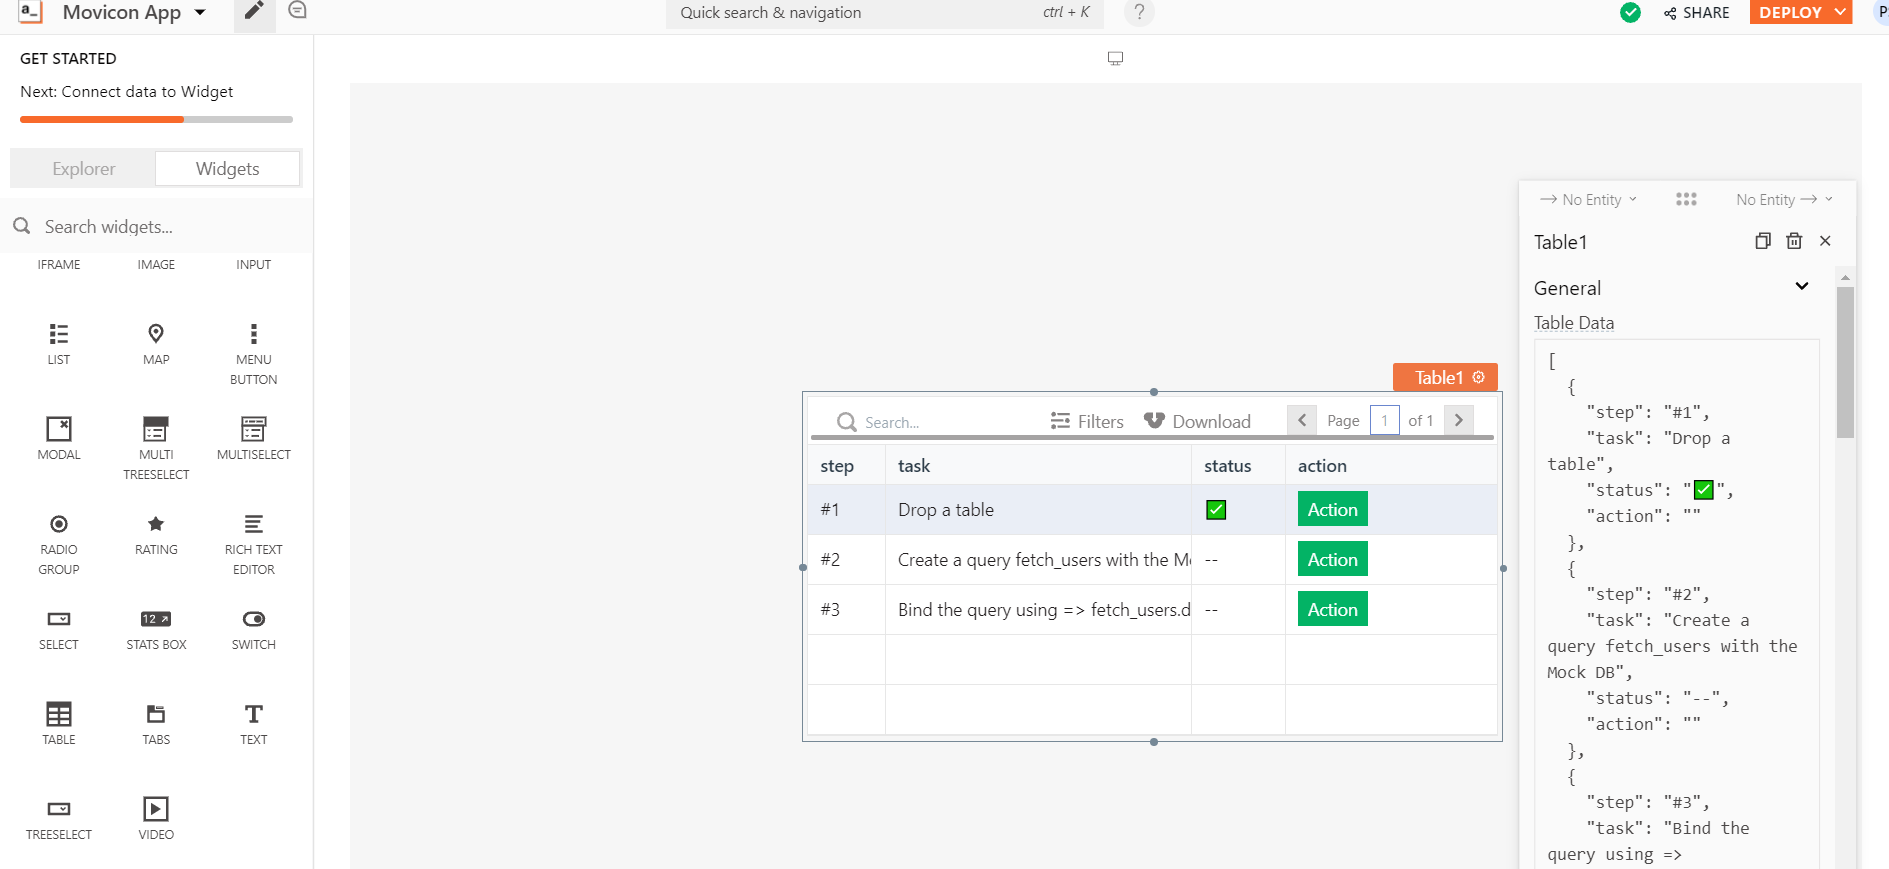 a_
Movicon App
Quick search & navigation
ctrl + K
?
SHARE
DEPLOY
P
GET STARTED
Next: Connect data to Widget
Explorer
Widgets
Search widgets...
IFRAME
IMAGE
INPUT
LIST
MAP
MENU
BUTTON
MODAL
MULTI
TREESELECT
MULTISELECT
RADIO
GROUP
RATING
RICH TEXT
EDITOR
SELECT
12
STATS BOX
SWITCH
TABLE
TABS
TEXT
TREESELECT
VIDEO
Table1
Search...
Filters
Download
Page
1
of 1
step
task
status
action
#1
Drop a table
✅
Action
#2
Create a query fetch_users with the M
--
Action
#3
Bind the query using => fetch_users.d
--
Action
No Entity
No Entity
Table1
General
Table Data
[
{
"step": "#1",
"task": "Drop a
table",
"status": "✅",
"action": ""
},
{
"step": "#2",
"task": "Create a
query fetch_users with the
Mock DB",
"status": "--",
"action": ""
},
{
"step": "#3",
"task": "Bind the
query using =>